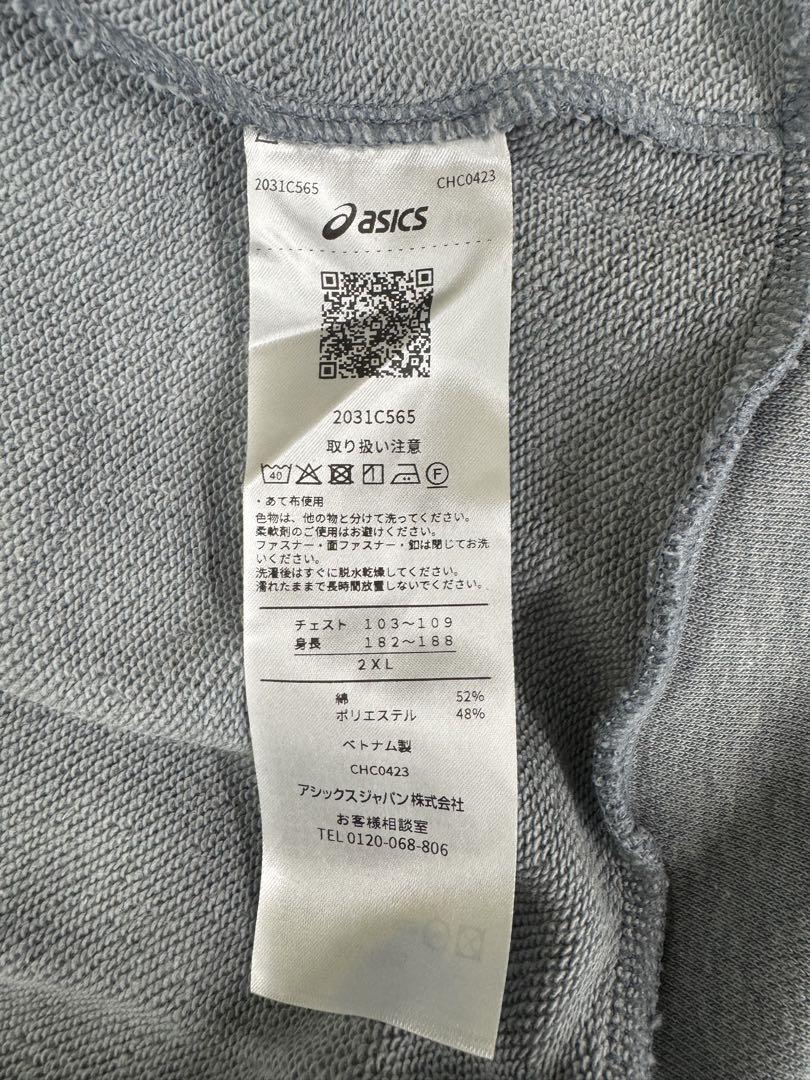 2031C565 CHC0423
asics
2031C565
取り扱い注意
40 F
・あて布使用
色物は、他の物と分けて洗ってください。
柔軟剤のご使用はお避けください。
ファスナー・面ファスナー・釦は閉じてお洗
いください。
洗濯後はすぐに脱水乾燥してください。
濡れたままで長時間放置しないでください。
チェスト 103〜109
身長 182〜188
2XL
綿 52%
ポリエステル 48%
ベトナム製
CHC0423
アシックスジャパン株式会社
お客様相談室
TEL 0120-068-806